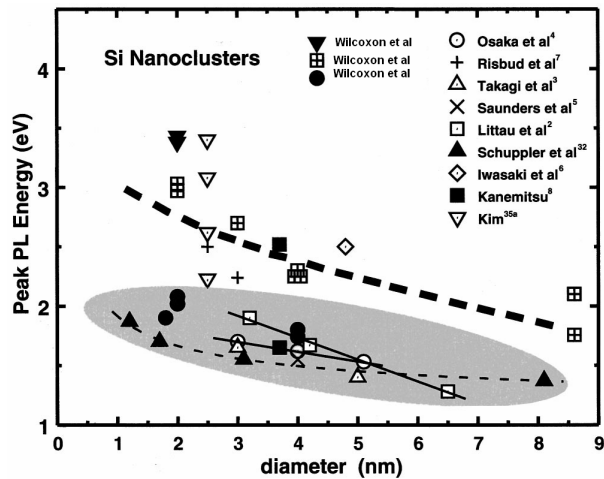 Si Nanoclusters
Wilcoxon et al
Wilcoxon et al
Wilcoxon et al
Osaka et al⁴
Risbud et al⁷
Takagi et al³
Saunders et al⁵
Littau et al²
Schuppler et al³²
Iwasaki et al⁶
Kanemitsu⁸
Kim³⁵ᵃ
Peak PL Energy (eV)
4
3
2
1
0 1 2 3 4 5 6 7 8 9
diameter (nm)